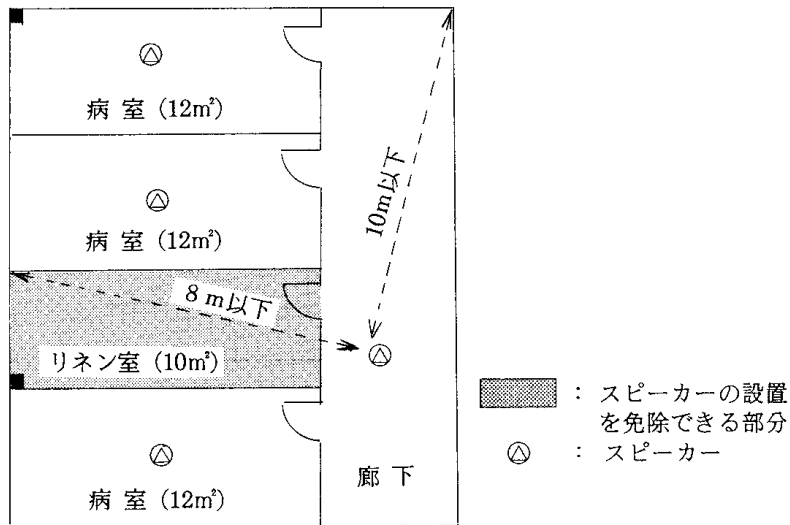 病 室 (12m²)
10m以下
病 室 (12m²)
8 m以下
リネン室 (10m²)
: スピーカーの設置
を免除できる部分
: スピーカー
病 室 (12m²)
廊 下